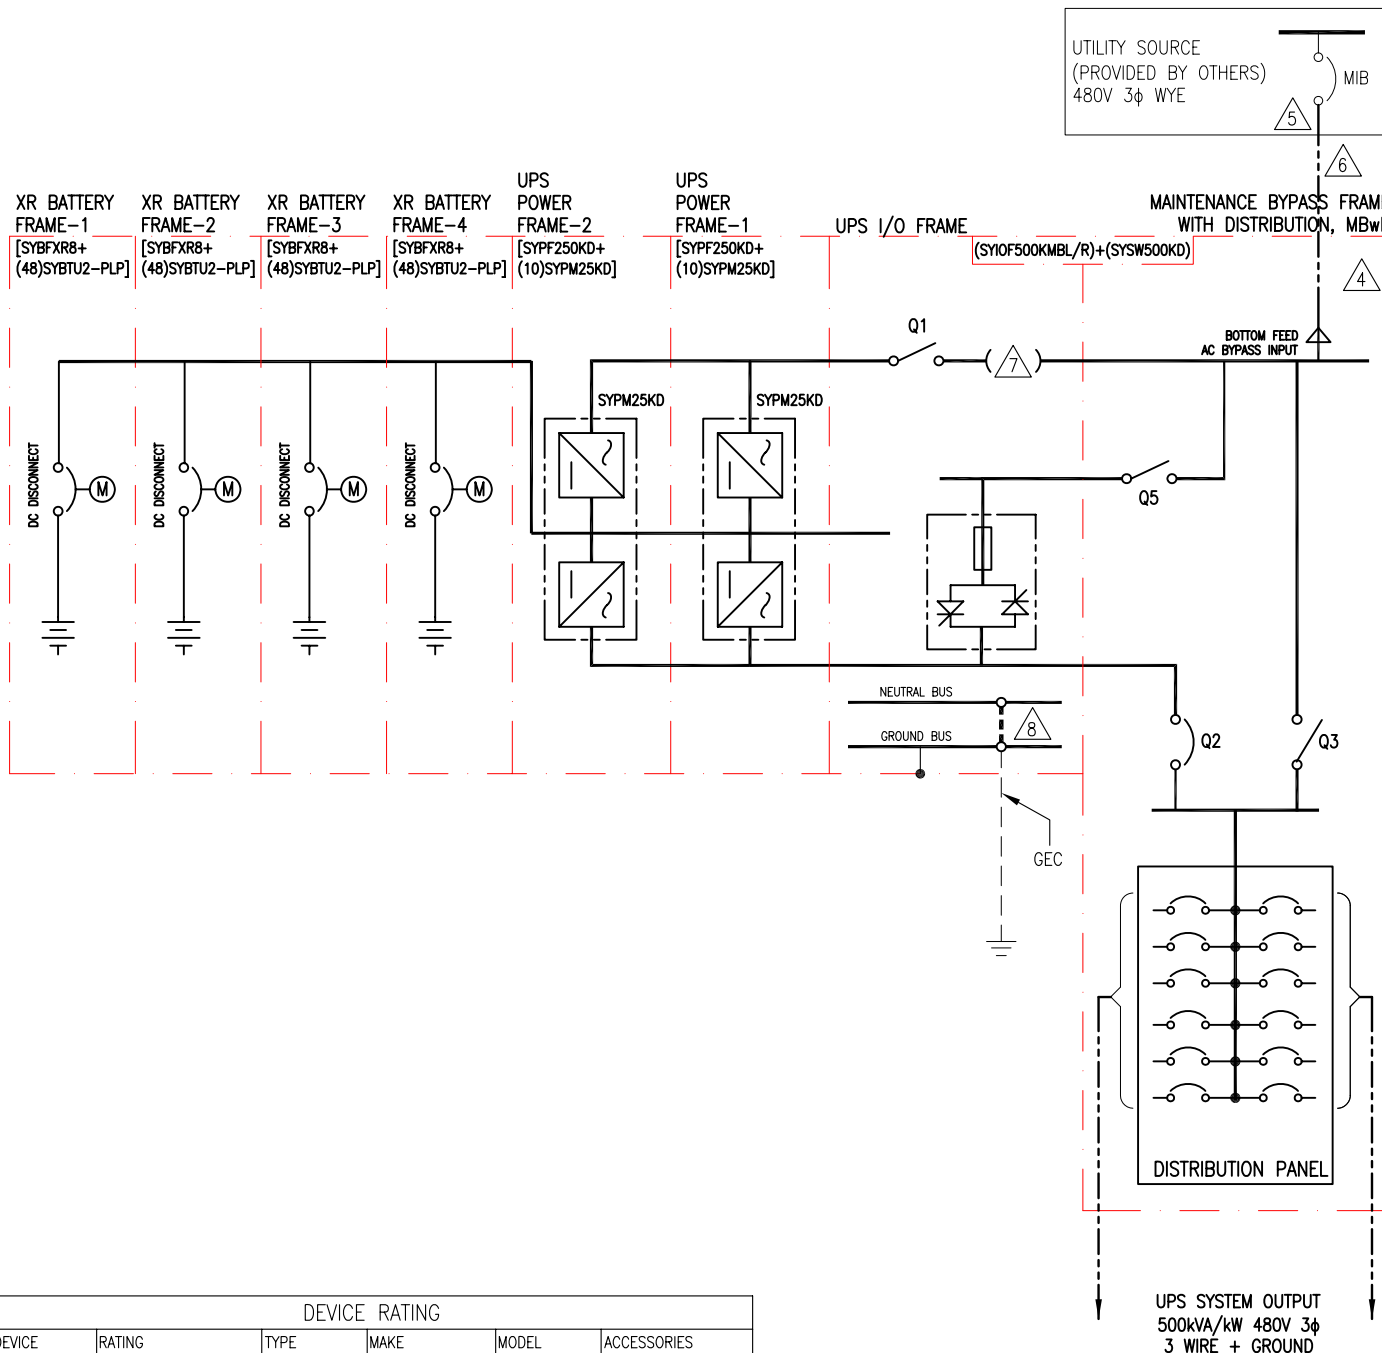 UTILITY SOURCE
(PROVIDED BY OTHERS)
480V 3ϕ WYE
MIB
5
6
XR BATTERY
FRAME-1
[SYBFXR8+
(48)SYBTU2-PLP]
XR BATTERY
FRAME-2
[SYBFXR8+
(48)SYBTU2-PLP]
XR BATTERY
FRAME-3
[SYBFXR8+
(48)SYBTU2-PLP]
XR BATTERY
FRAME-4
[SYBFXR8+
(48)SYBTU2-PLP]
UPS
POWER
FRAME-2
[SYPF250KD+
(10)SYPM25KD]
UPS
POWER
FRAME-1
[SYPF250KD+
(10)SYPM25KD]
UPS I/O FRAME
(SYIOF500KMBL/R)+(SYSW500KD)
MAINTENANCE BYPASS FRAME
WITH DISTRIBUTION, MBw
4
Q1
7
BOTTOM FEED
AC BYPASS INPUT
SYPM25KD
SYPM25KD
DC DISCONNECT
M
DC DISCONNECT
M
DC DISCONNECT
M
DC DISCONNECT
M
Q5
NEUTRAL BUS
8
GROUND BUS
Q2
Q3
GEC
DISTRIBUTION PANEL
UPS SYSTEM OUTPUT
500kVA/kW 480V 3ϕ
3 WIRE + GROUND
DEVICE RATING
DEVICE RATING TYPE MAKE MODEL ACCESSORIES